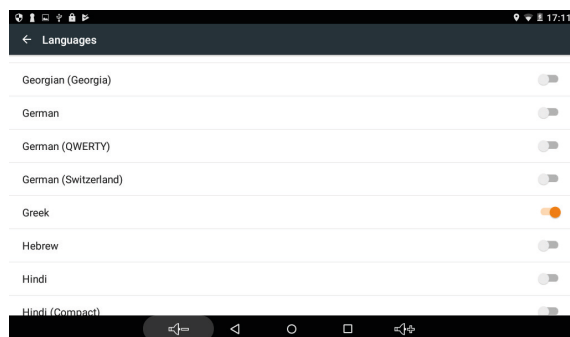 17:11
Languages
Georgian (Georgia)
German
German (QWERTY)
German (Switzerland)
Greek
Hebrew
Hindi
Hindi (Compact)